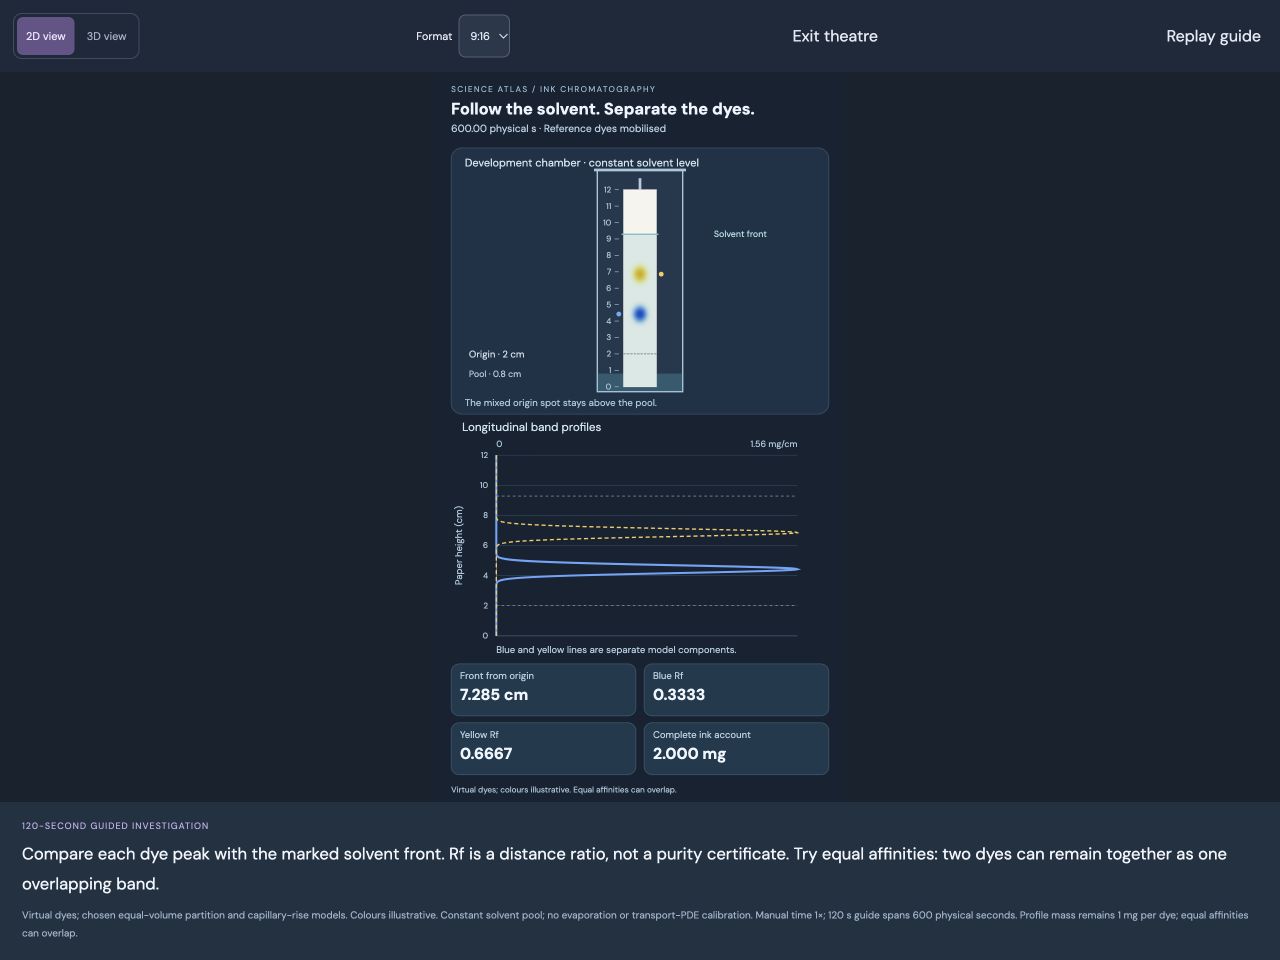 2D view
3D view
Format
9:16
Exit theatre
Replay guide
SCIENCE ATLAS / INK CHROMATOGRAPHY
Follow the solvent. Separate the dyes.
600.00 physical s · Reference dyes mobilised
Development chamber · constant solvent level
12
11
10
9
8
7
6
5
4
3
2
1
0
Solvent front
Origin · 2 cm
Pool · 0.8 cm
The mixed origin spot stays above the pool.
Longitudinal band profiles
0
1.56 mg/cm
12
10
8
6
4
2
0
Paper height (cm)
Blue and yellow lines are separate model components.
Front from origin
7.285 cm
Blue Rf
0.3333
Yellow Rf
0.6667
Complete ink account
2.000 mg
Virtual dyes; colours illustrative. Equal affinities can overlap.
120-SECOND GUIDED INVESTIGATION
Compare each dye peak with the marked solvent front. Rf is a distance ratio, not a purity certificate. Try equal affinities: two dyes can remain together as one
overlapping band.
Virtual dyes; chosen equal-volume partition and capillary-rise models. Colours illustrative. Constant solvent pool; no evaporation or transport-PDE calibration. Manual time 1×; 120 s guide spans 600 physical seconds. Profile mass remains 1 mg per dye; equal affinities
can overlap.